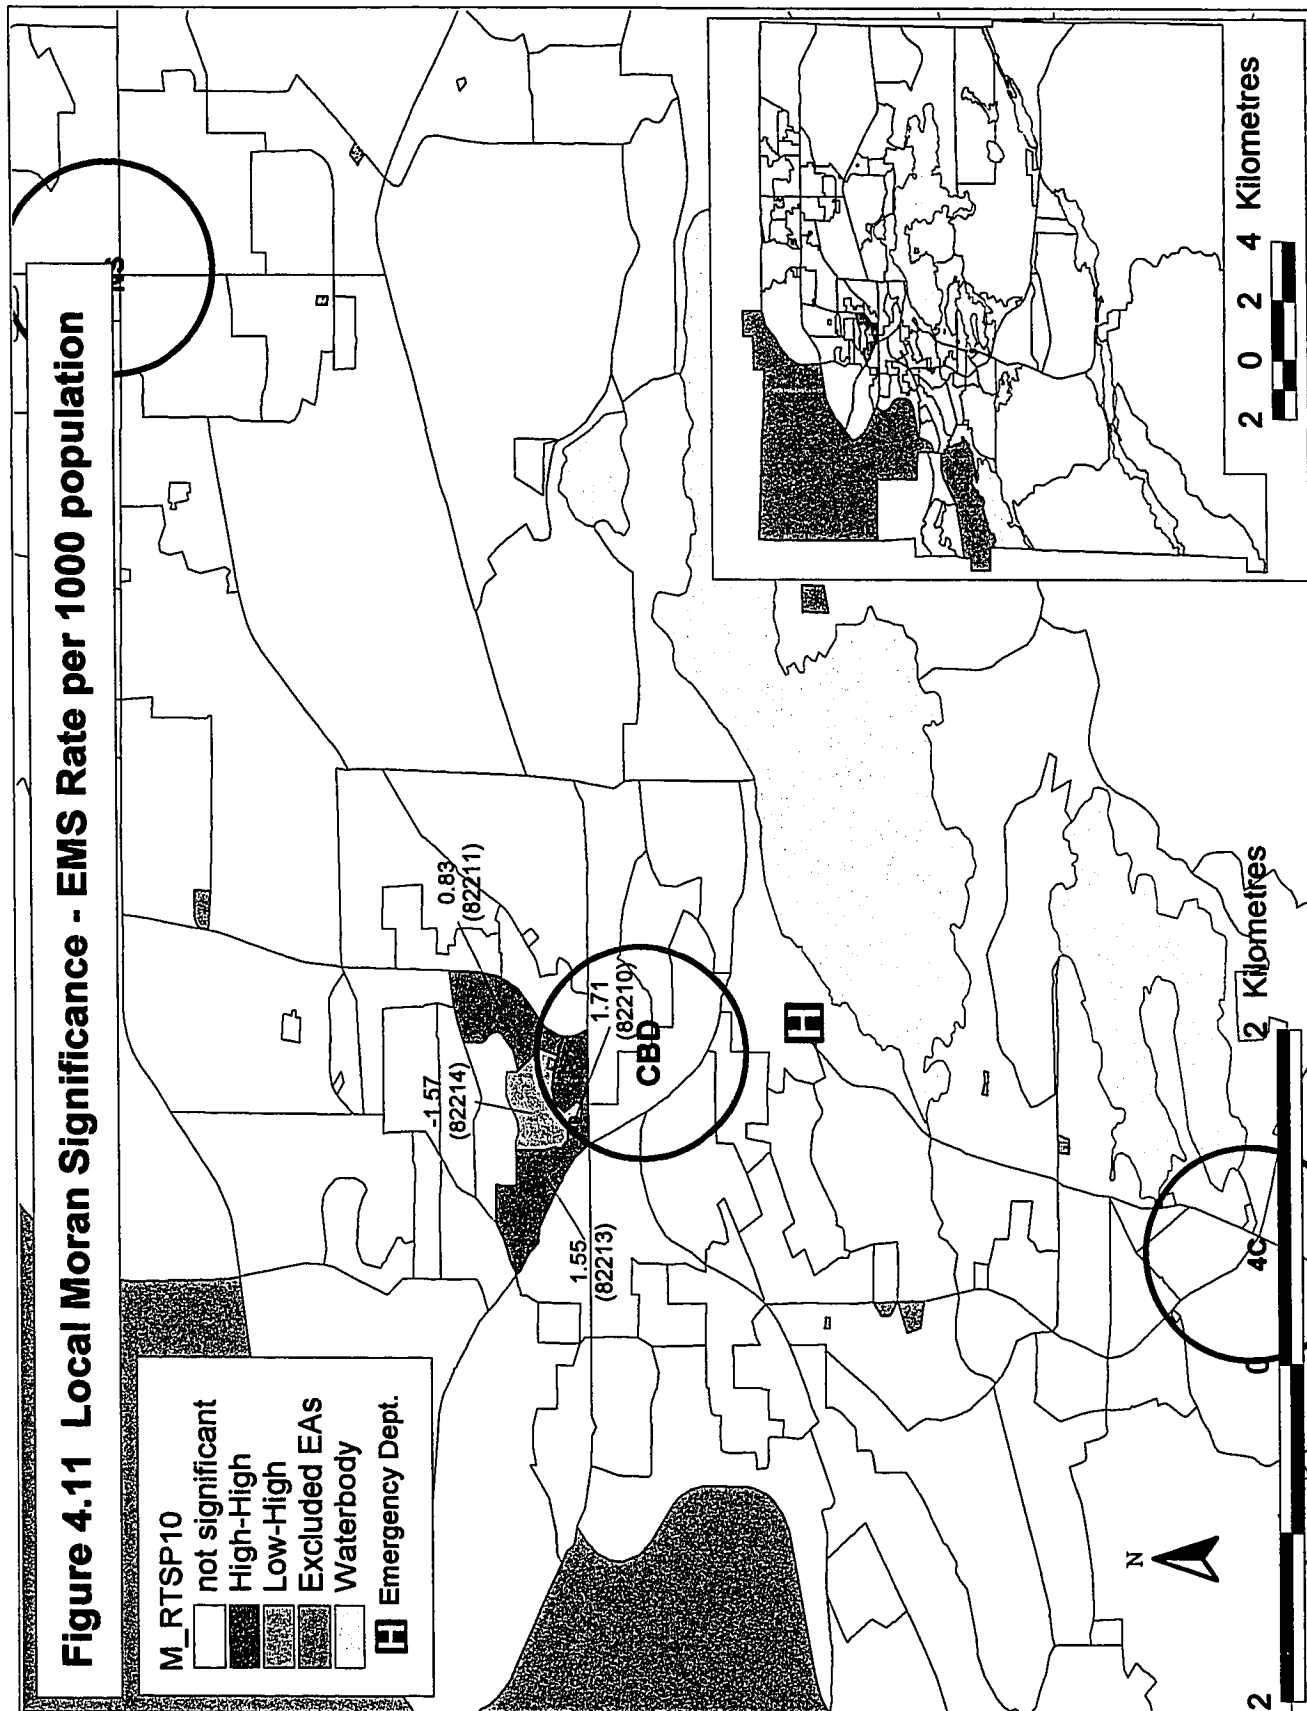 Figure 4.11 Local Moran Significance - EMS Rate per 1000 population
M_RTSP10
not significant
High-High
Low-High
Excluded EAs
Waterbody
H Emergency Dept.
-1.57
(82214)
0.83
(82211)
1.55
(82213)
1.71
(82210)
CBD
H
4C
N
2 0 2 Kilometres
2 0 2 4 Kilometres